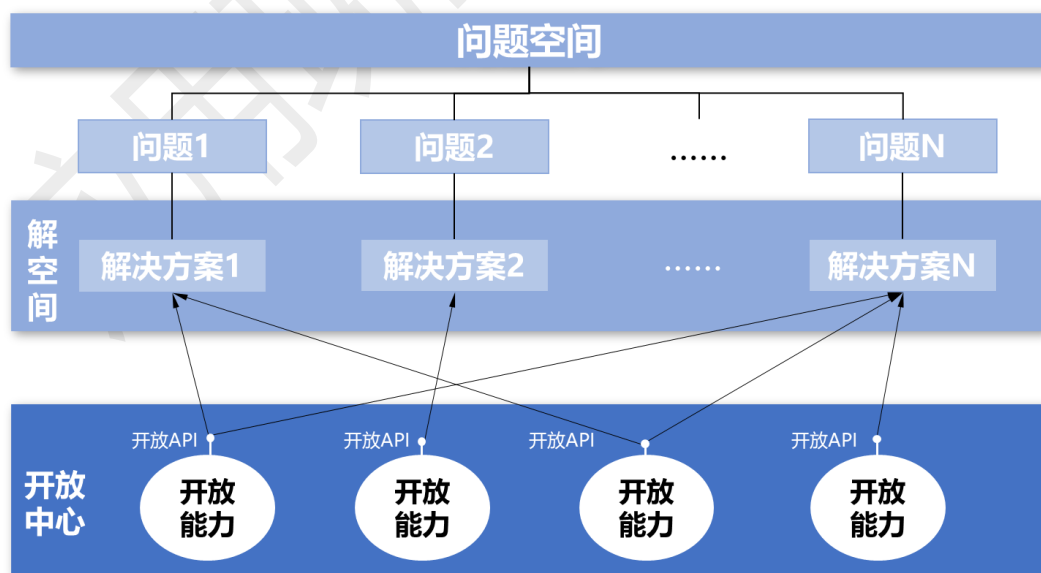 问题空间
问题1
问题2
......
问题N
解空间
解决方案1
解决方案2
......
解决方案N
开放中心
开放API
开放API
开放API
开放API
开放
能力
开放
能力
开放
能力
开放
能力